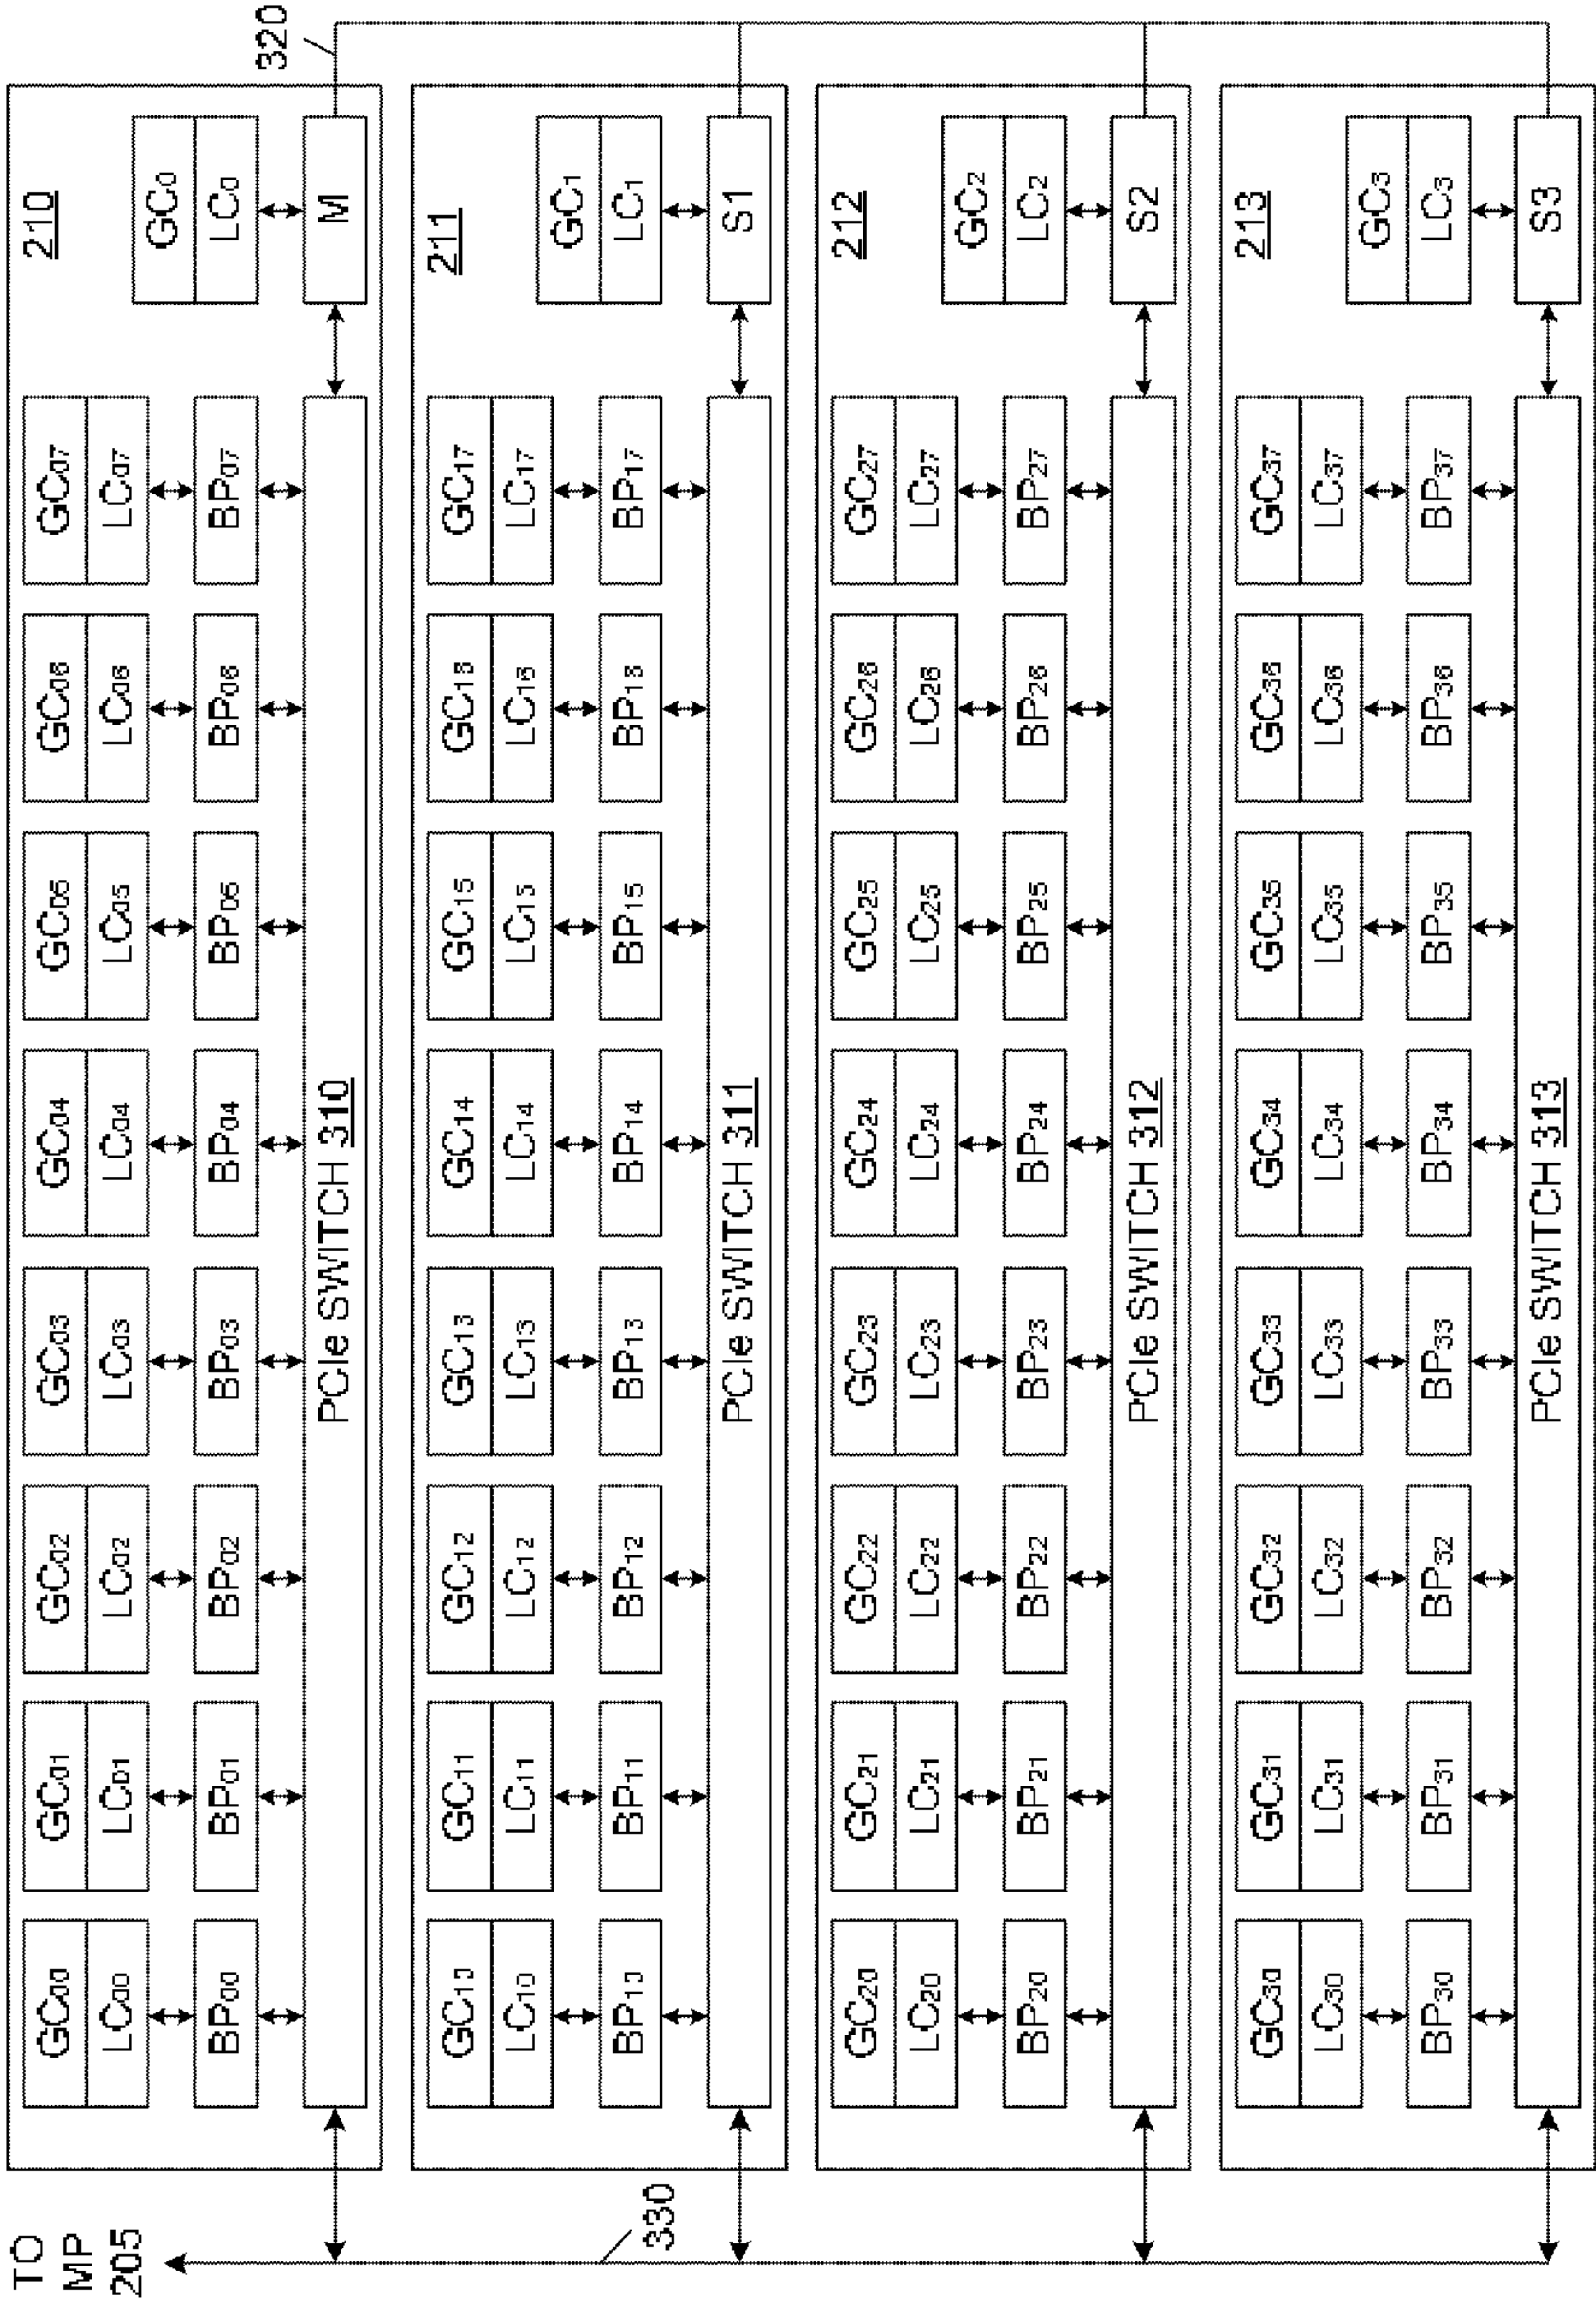 TO
MP
205
210
GC00 GC01 GC02 GC03 GC04 GC05 GC06 GC07
LC00 LC01 LC02 LC03 LC04 LC05 LC06 LC07
GC0
LC0
BP00 BP01 BP02 BP03 BP04 BP05 BP06 BP07
320
PCIe SWITCH 310
M
211
GC10 GC11 GC12 GC13 GC14 GC15 GC16 GC17
LC10 LC11 LC12 LC13 LC14 LC15 LC16 LC17
GC1
LC1
BP10 BP11 BP12 BP13 BP14 BP15 BP16 BP17
330
PCIe SWITCH 311
S1
212
GC20 GC21 GC22 GC23 GC24 GC25 GC26 GC27
LC20 LC21 LC22 LC23 LC24 LC25 LC26 LC27
GC2
LC2
BP20 BP21 BP22 BP23 BP24 BP25 BP26 BP27
PCIe SWITCH 312
S2
213
GC30 GC31 GC32 GC33 GC34 GC35 GC36 GC37
LC30 LC31 LC32 LC33 LC34 LC35 LC36 LC37
GC3
LC3
BP30 BP31 BP32 BP33 BP34 BP35 BP36 BP37
PCIe SWITCH 313
S3